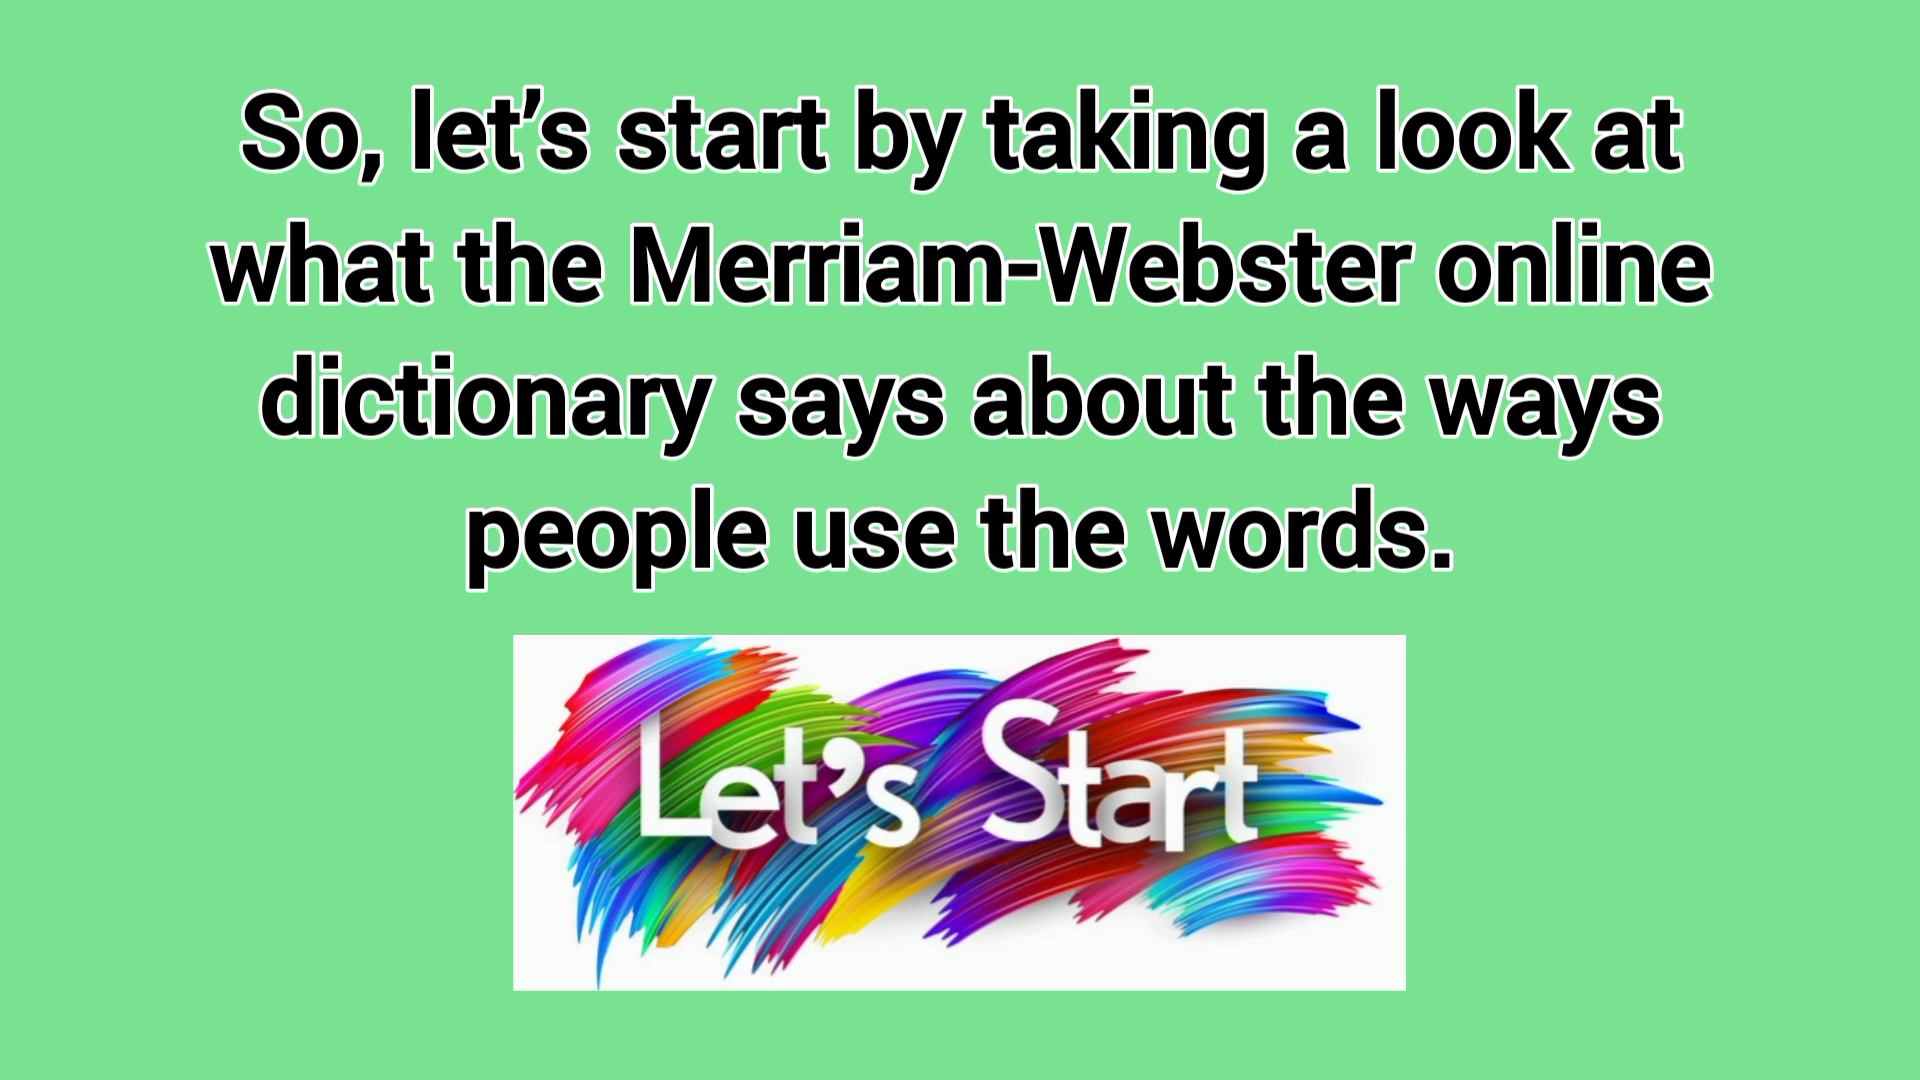 So, let’s start by taking a look at
what the Merriam-Webster online
dictionary says about the ways
people use the words.
Let’s Start